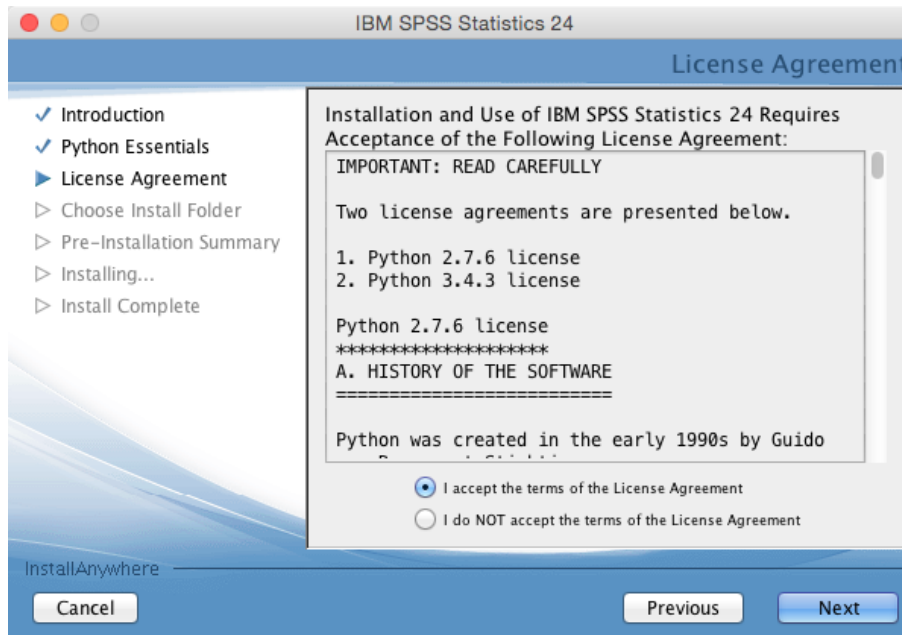 IBM SPSS Statistics 24
License Agreement
Introduction
Python Essentials
License Agreement
Choose Install Folder
Pre-Installation Summary
Installing...
Install Complete
Installation and Use of IBM SPSS Statistics 24 Requires
Acceptance of the Following License Agreement:
IMPORTANT: READ CAREFULLY
Two license agreements are presented below.
1. Python 2.7.6 license
2. Python 3.4.3 license
Python 2.7.6 license
********************
A. HISTORY OF THE SOFTWARE
==========================
Python was created in the early 1990s by Guido
I accept the terms of the License Agreement
I do NOT accept the terms of the License Agreement
InstallAnywhere
Cancel
Previous
Next